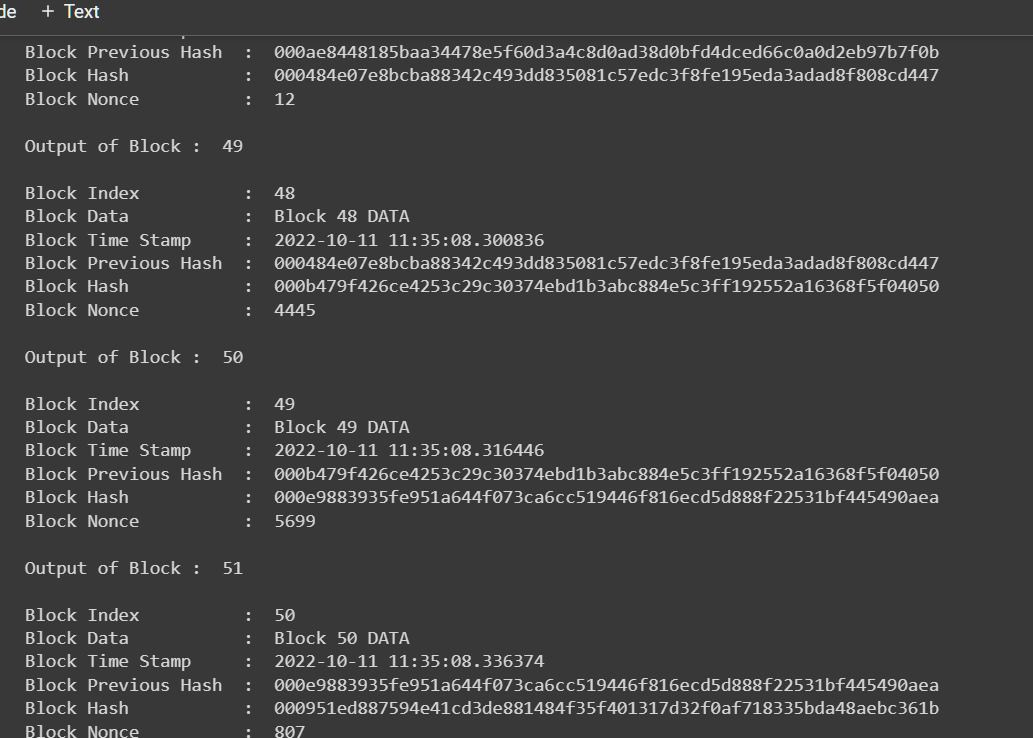 de + Text
Block Previous Hash : 000ae8448185baa34478e5f60d3a4c8d0ad38d0bfd4dced66c0a0d2eb97b7f0b
Block Hash : 000484e07e8bcba88342c493dd835081c57edc3f8fe195eda3adad8f808cd447
Block Nonce : 12
Output of Block : 49
Block Index : 48
Block Data : Block 48 DATA
Block Time Stamp : 2022-10-11 11:35:08.300836
Block Previous Hash : 000484e07e8bcba88342c493dd835081c57edc3f8fe195eda3adad8f808cd447
Block Hash : 000b479f426ce4253c29c30374ebd1b3abc884e5c3ff192552a16368f5f04050
Block Nonce : 4445
Output of Block : 50
Block Index : 49
Block Data : Block 49 DATA
Block Time Stamp : 2022-10-11 11:35:08.316446
Block Previous Hash : 000b479f426ce4253c29c30374ebd1b3abc884e5c3ff192552a16368f5f04050
Block Hash : 000e9883935fe951a644f073ca6cc519446f816ecd5d888f22531bf445490aea
Block Nonce : 5699
Output of Block : 51
Block Index : 50
Block Data : Block 50 DATA
Block Time Stamp : 2022-10-11 11:35:08.336374
Block Previous Hash : 000e9883935fe951a644f073ca6cc519446f816ecd5d888f22531bf445490aea
Block Hash : 000951ed887594e41cd3de881484f35f401317d32f0af718335bda48aebc361b
Block Nonce : 807